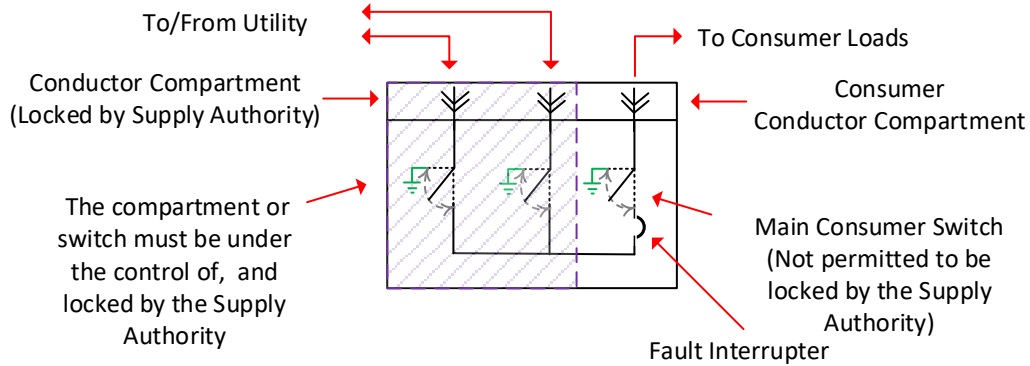 To/From Utility
To Consumer Loads
Conductor Compartment
(Locked by Supply Authority)
Consumer
Conductor Compartment
The compartment or
switch must be under
the control of, and
locked by the Supply
Authority
Main Consumer Switch
(Not permitted to be
locked by the Supply
Authority)
Fault Interrupter